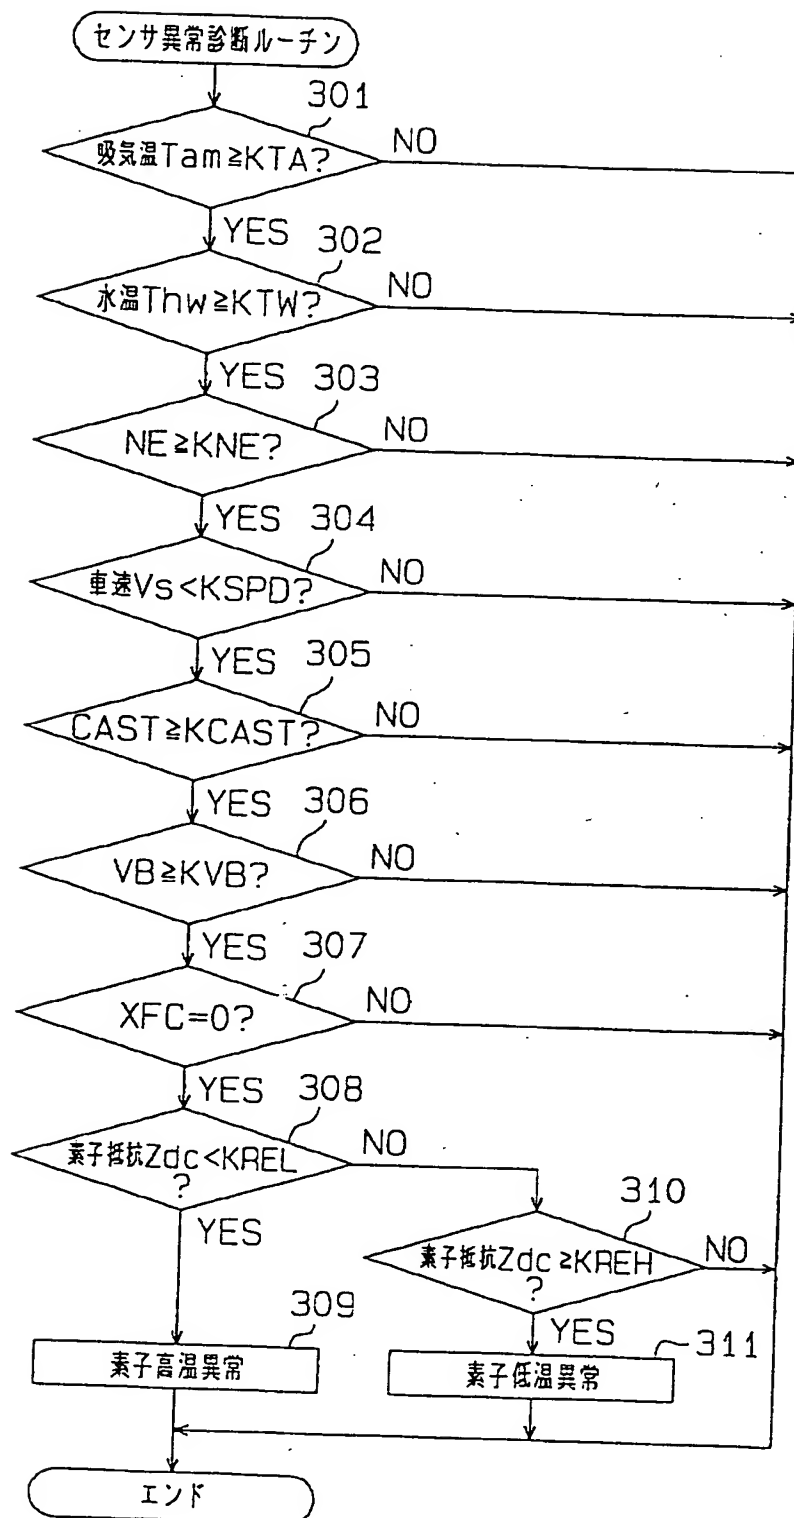 センサ異常診断ルーチン
301
吸気温Tam≧KTA?
NO
YES
302
水温Thw≧KTW?
NO
YES
303
NE≧KNE?
NO
YES
304
車速Vs<KSPD?
NO
YES
305
CAST≧KCAST?
NO
YES
306
VB≧KVB?
NO
YES
307
XFC=0?
NO
YES
308
素子抵抗Zdc<KREL
?
NO
YES
310
素子抵抗Zdc≧KREH
?
NO
YES
309
素子高温異常
311
素子低温異常
エンド